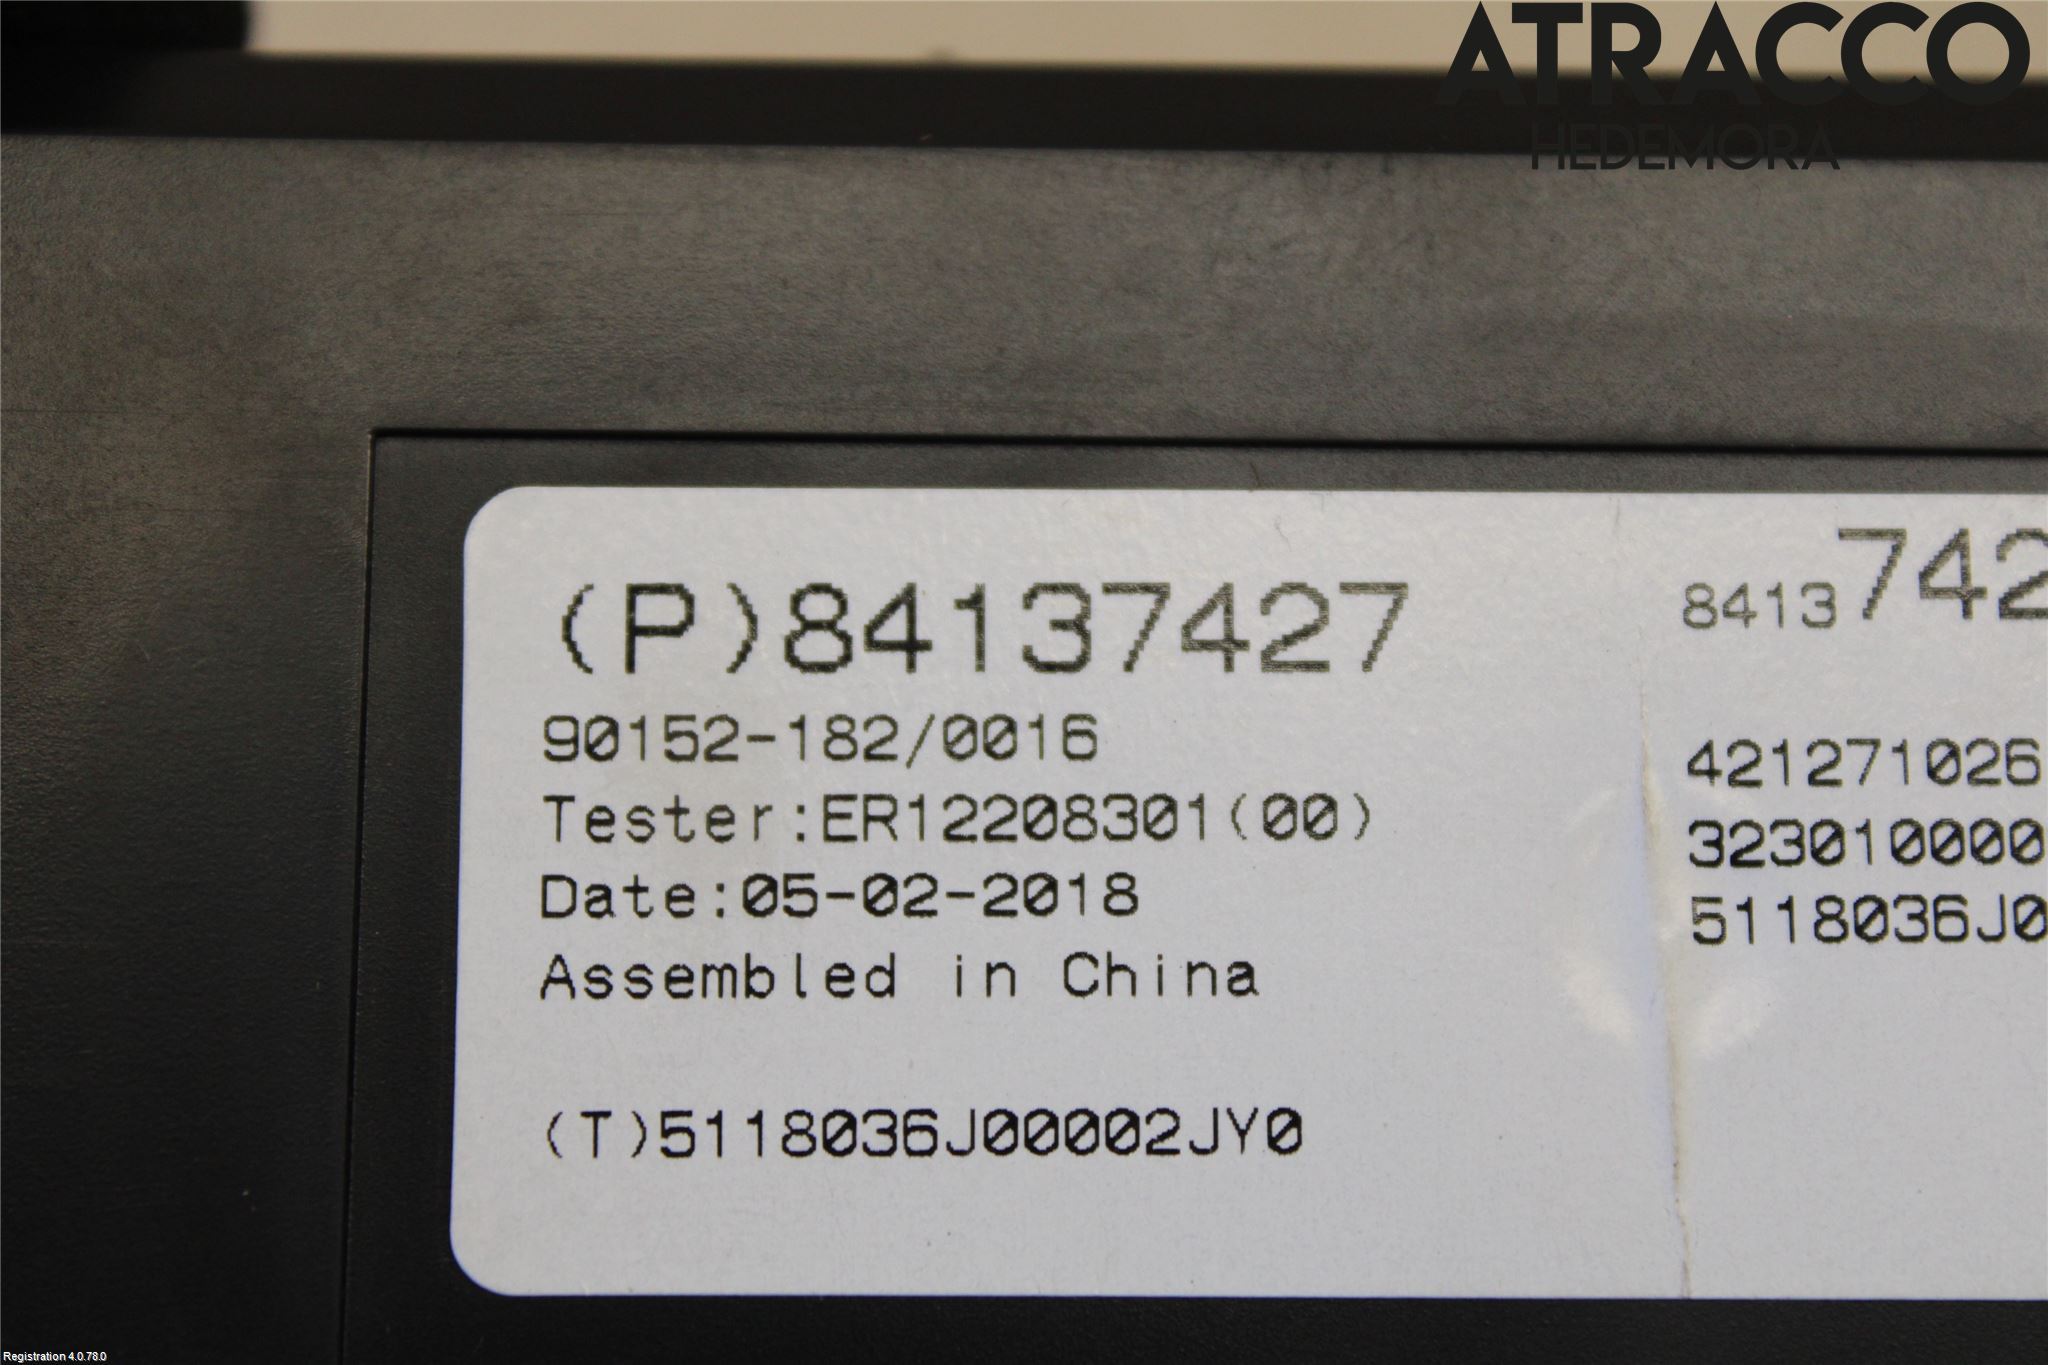 ATRACCO
HEDEMORA
(P)84137427
90152-182/0016
Tester:ER12208301(00)
Date:05-02-2018
Assembled in China
(T)5118036J00002JY0
8413742
421271026
323010000
5118036J0
Registration 4.0.78.0